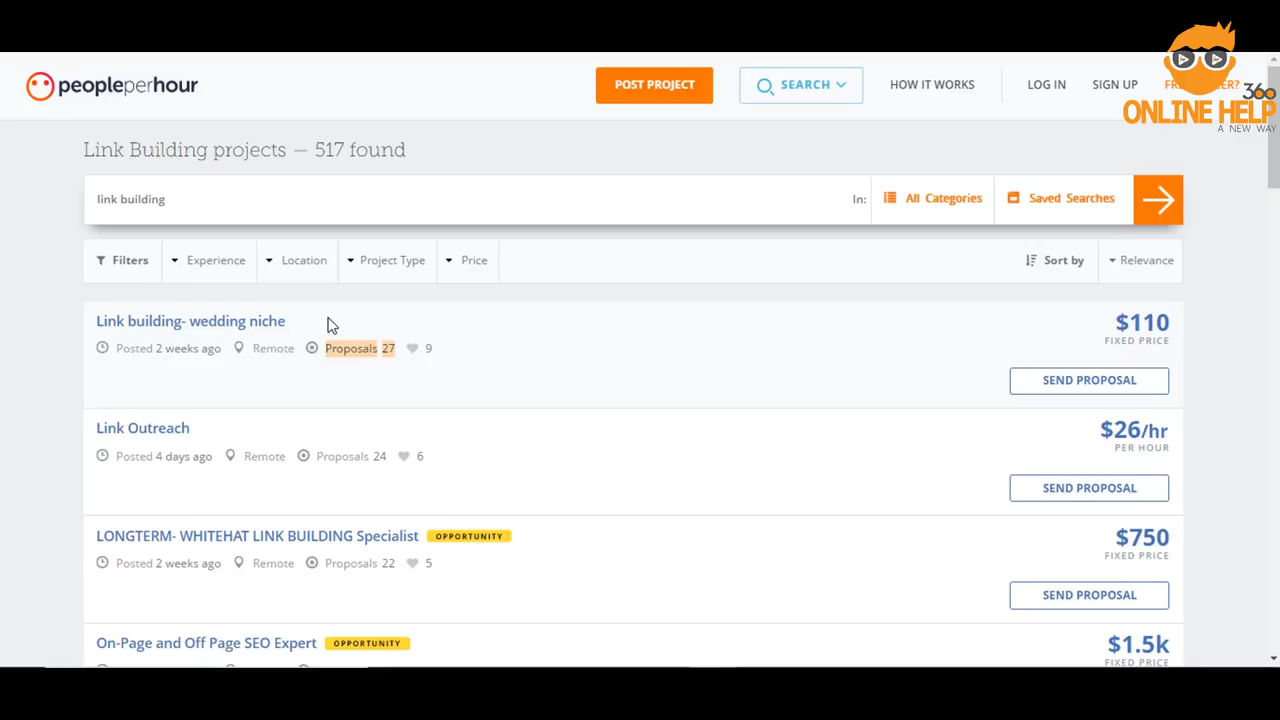 peopleperhour
POST PROJECT
SEARCH
HOW IT WORKS
LOG IN
SIGN UP
360
ONLINE HELP
A NEW WAY
Link Building projects — 517 found
link building
In:
All Categories
Saved Searches
Filters
Experience
Location
Project Type
Price
Sort by
Relevance
Link building- wedding niche
$110
FIXED PRICE
Posted 2 weeks ago
Remote
Proposals 27
9
SEND PROPOSAL
Link Outreach
$26/hr
PER HOUR
Posted 4 days ago
Remote
Proposals 24
6
SEND PROPOSAL
LONGTERM- WHITEHAT LINK BUILDING Specialist
OPPORTUNITY
$750
FIXED PRICE
Posted 2 weeks ago
Remote
Proposals 22
5
SEND PROPOSAL
On-Page and Off Page SEO Expert
OPPORTUNITY
$1.5k
FIXED PRICE